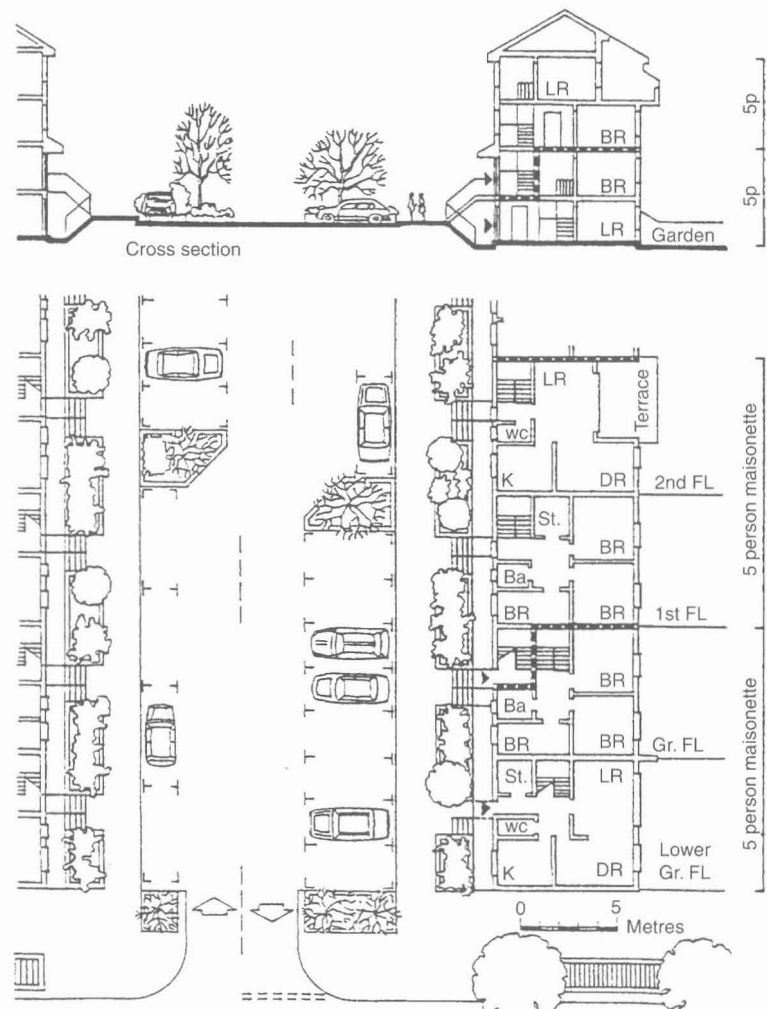 LR
5p
BR
BR
5p
LR
Garden
Cross section
LR
Terrace
wc
K
DR
2nd FL
5 person maisonette
St.
BR
Ba
BR
BR
1st FL
BR
Ba
BR
BR
Gr. FL
5 person maisonette
St.
LR
wc
K
DR
Lower
Gr. FL
0 5
Metres